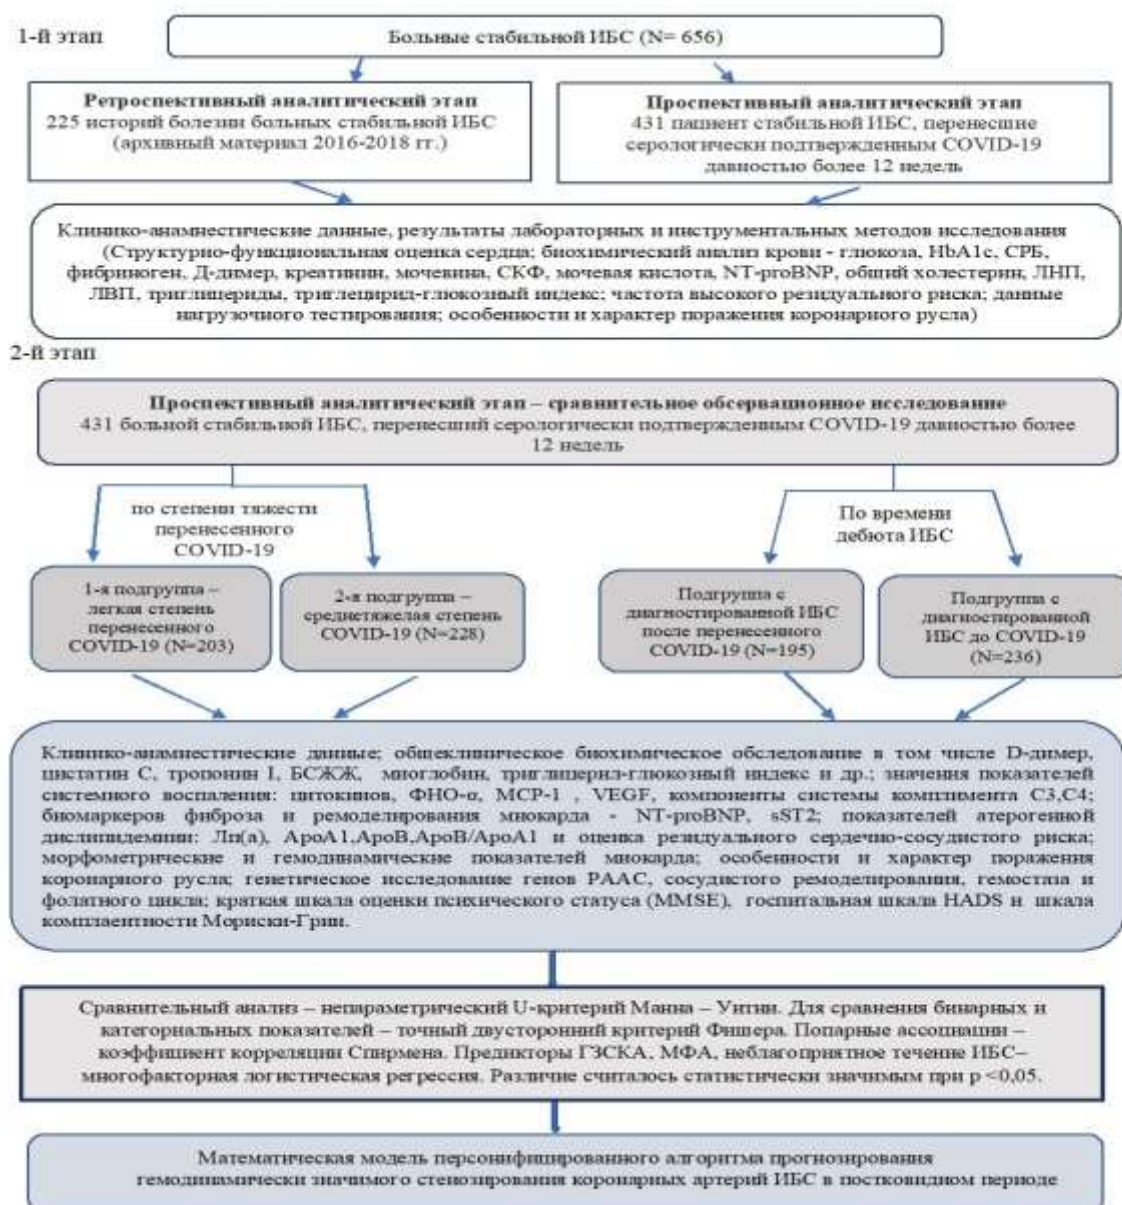 1-й этап
Больные стабильной ИБС (N= 656)
Ретроспективный аналитический этап
225 историй болезни больных стабильной ИБС
(архивный материал 2016-2018 гг.)
Проспективный аналитический этап
431 пациент стабильной ИБС, перенесшие
серологически подтвержденным COVID-19
давностью более 12 недель
Клинико-анамнестические данные, результаты лабораторных и инструментальных методов исследования
(Структурно-функциональная оценка сердца; биохимический анализ крови - глюкоза, HbA1c, СРБ,
фибриноген, Д-димер, креатинин, мочевина, СКФ, мочевая кислота, NT-proBNP, общий холестерин, ЛНП,
ЛВП, триглицериды, триглецирид-глюкозный индекс; частота высокого резидуального риска; данные
нагрузочного тестирования; особенности и характер поражения коронарного русла)
2-й этап
Проспективный аналитический этап – сравнительное обсервационное исследование
431 больной стабильной ИБС, перенесший серологически подтвержденным COVID-19 давностью более
12 недель
по степени тяжести
перенесенного
COVID-19
По времени
дебюта ИБС
1-я подгруппа –
легкая степень
перенесенного
COVID-19 (N=203)
2-я подгруппа –
среднетяжелая степень
COVID-19 (N=228)
Подгруппа с
диагностированной ИБС
после перенесенного
COVID-19 (N=195)
Подгруппа с
диагностированной
ИБС до COVID-19
(N=236)
Клинико-анамнестические данные; общеклиническое биохимическое обследование в том числе D-димер,
цистатин С, тропонин I, БСЖЖ, миоглобин, триглицерид-глюкозный индекс и др.; значения показателей
системного воспаления: цитокинов, ФНО-α, MCP-1 , VEGF, компоненты системы комплимента С3,С4;
биомаркеров фиброза и ремоделирования миокарда - NT-proBNP, sST2; показателей атерогенной
дислипидемии: Лп(а), ApoA1,ApoB,ApoB/ApoA1 и оценка резидуального сердечно-сосудистого риска;
морфометрические и гемодинамические показателей миокарда; особенности и характер поражения
коронарного русла; генетическое исследование генов РААС, сосудистого ремоделирования, гемостаза и
фолатного цикла; краткая шкала оценки психического статуса (MMSE), госпитальная шкала HADS и шкала
комплаентности Мориски-Грин.
Сравнительный анализ – непараметрический U-критерий Манна – Уитни. Для сравнения бинарных и
категориальных показателей – точный двусторонний критерий Фишера. Попарные ассоциации –
коэффициент корреляции Спирмена. Предикторы ГЗСКА, МФА, неблагоприятное течение ИБС–
многофакторная логистическая регрессия. Различие считалось статистически значимым при p <0,05.
Математическая модель персонифицированного алгоритма прогнозирования
гемодинамически значимого стенозирования коронарных артерий ИБС в постковидном периоде